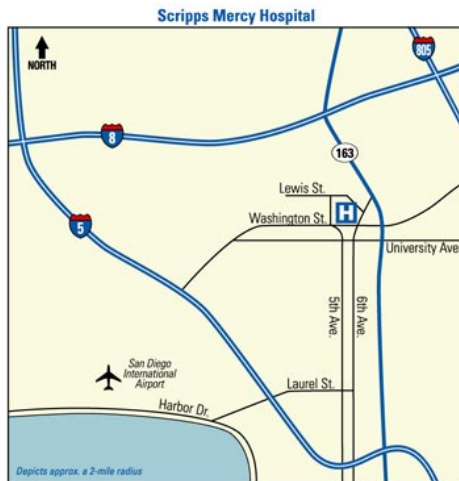 Scripps Mercy Hospital
NORTH
805
8
163
Lewis St.
H
Washington St.
5
University Ave
5th Ave.
6th Ave.
San Diego
International
Airport
Laurel St.
Harbor Dr.
Depicts approx. a 2-mile radius